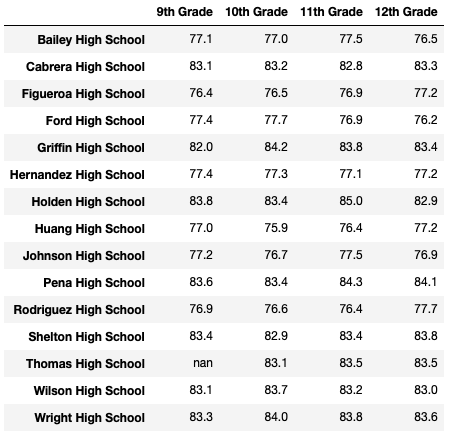 9th Grade 10th Grade 11th Grade 12th Grade
Bailey High School 77.1 77.0 77.5 76.5
Cabrera High School 83.1 83.2 82.8 83.3
Figueroa High School 76.4 76.5 76.9 77.2
Ford High School 77.4 77.7 76.9 76.2
Griffin High School 82.0 84.2 83.8 83.4
Hernandez High School 77.4 77.3 77.1 77.2
Holden High School 83.8 83.4 85.0 82.9
Huang High School 77.0 75.9 76.4 77.2
Johnson High School 77.2 76.7 77.5 76.9
Pena High School 83.6 83.4 84.3 84.1
Rodriguez High School 76.9 76.6 76.4 77.7
Shelton High School 83.4 82.9 83.4 83.8
Thomas High School nan 83.1 83.5 83.5
Wilson High School 83.1 83.7 83.2 83.0
Wright High School 83.3 84.0 83.8 83.6